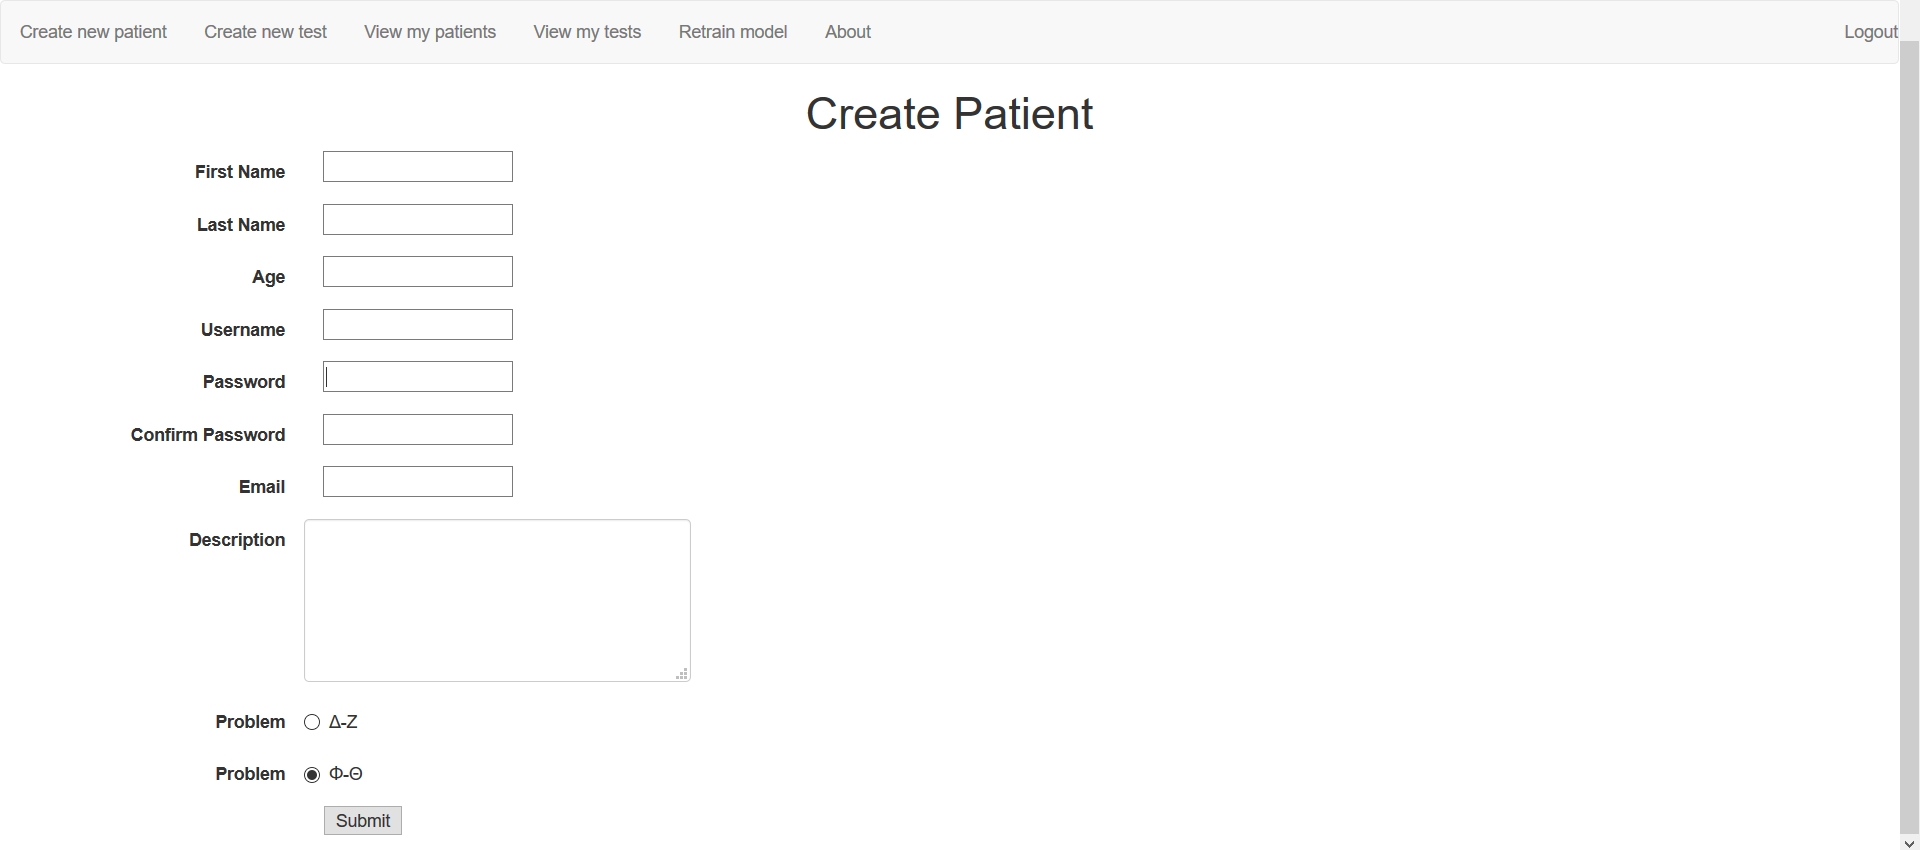 Create new patient Create new test View my patients View my tests Retrain model About Logout
Create Patient
First Name
Last Name
Age
Username
Password
Confirm Password
Email
Description
Problem Δ-Ζ
Problem Φ-Θ
Submit